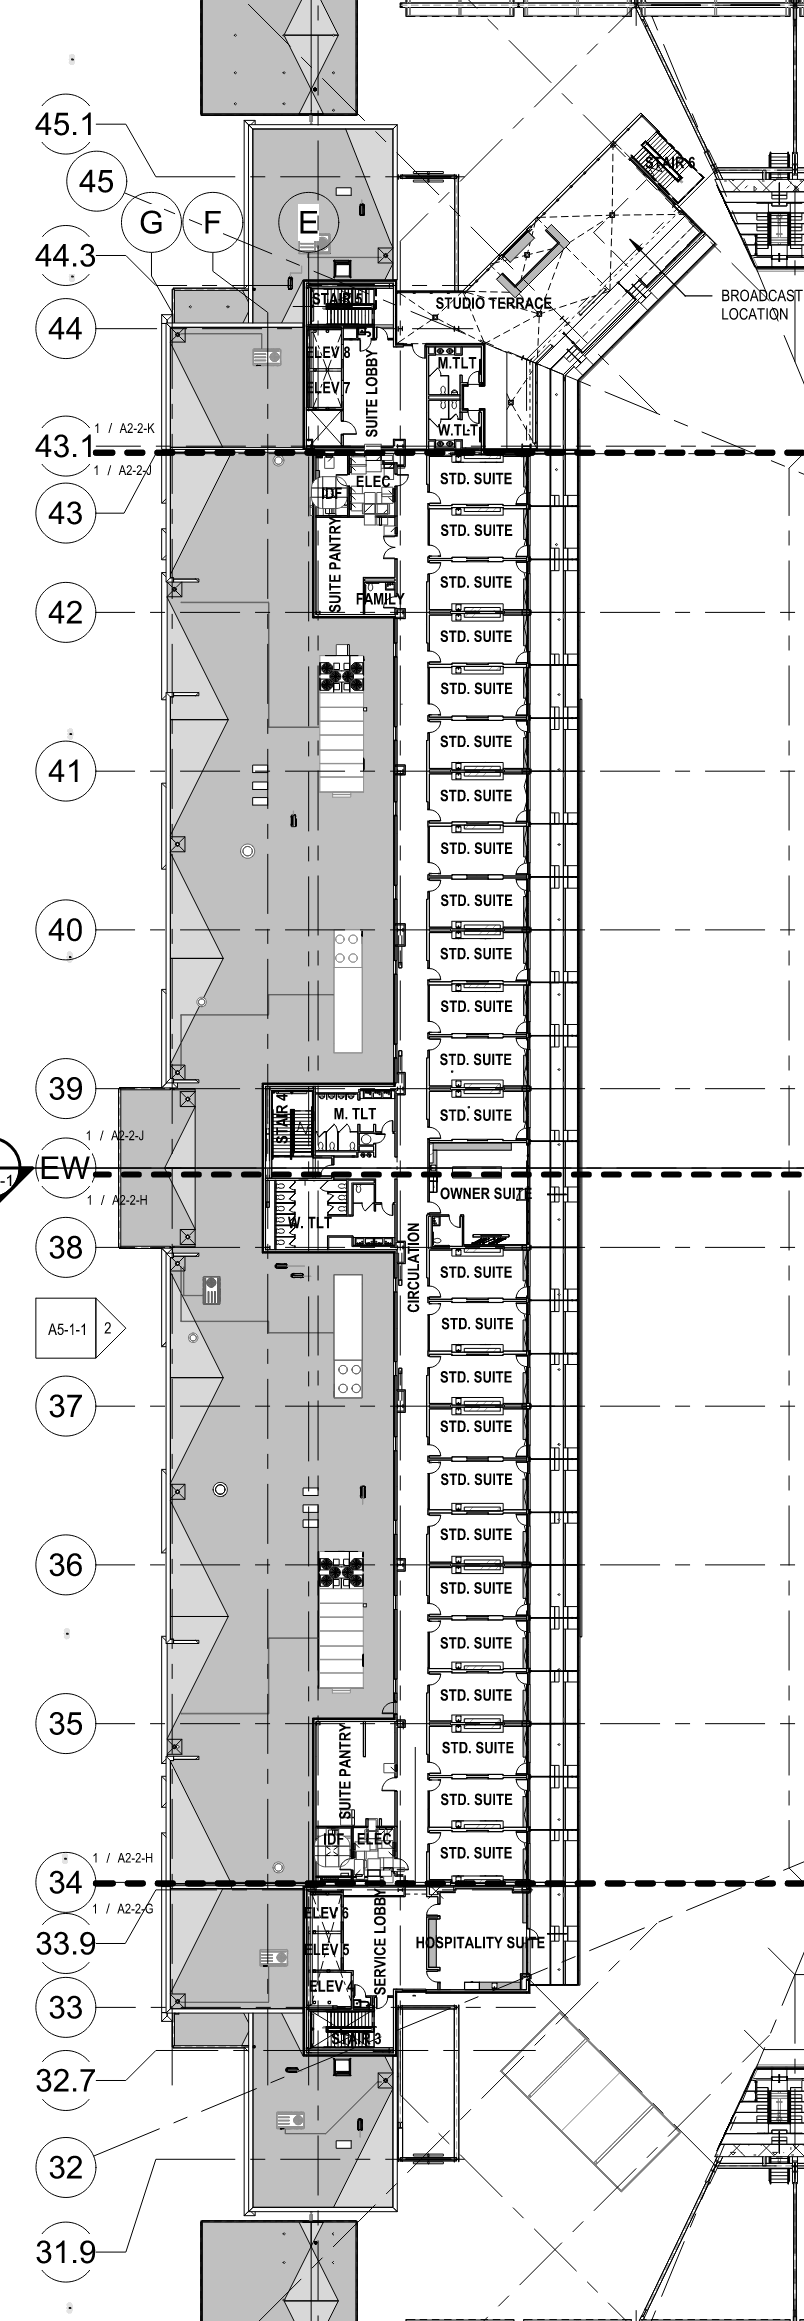 45.1
STAIR 6
45
G
F
E
44.3
BROADCAST
LOCATION
STAIR 5
STUDIO TERRACE
44
ELEV 8
M.TLT
ELEV 7
SUITE LOBBY
1 / A2-2-K
W.TLT
43.1
1 / A2-2-J
STD. SUITE
ELEC
IDF
43
STD. SUITE
SUITE PANTRY
STD. SUITE
FAMILY
42
STD. SUITE
STD. SUITE
STD. SUITE
41
STD. SUITE
STD. SUITE
STD. SUITE
40
STD. SUITE
STD. SUITE
STD. SUITE
39
STD. SUITE
STAIR 4
M. TLT
1 / A2-2-J
EW
-1
1 / A2-2-H
OWNER SUITE
W. TLT
38
CIRCULATION
STD. SUITE
A5-1-1
2
STD. SUITE
STD. SUITE
37
STD. SUITE
STD. SUITE
STD. SUITE
36
STD. SUITE
STD. SUITE
STD. SUITE
35
STD. SUITE
SUITE PANTRY
STD. SUITE
IDF
ELEC
STD. SUITE
1 / A2-2-H
34
1 / A2-2-G
ELEV 6
SERVICE LOBBY
33.9
HOSPITALITY SUITE
ELEV 5
ELEV 4
33
STAIR 3
32.7
32
31.9